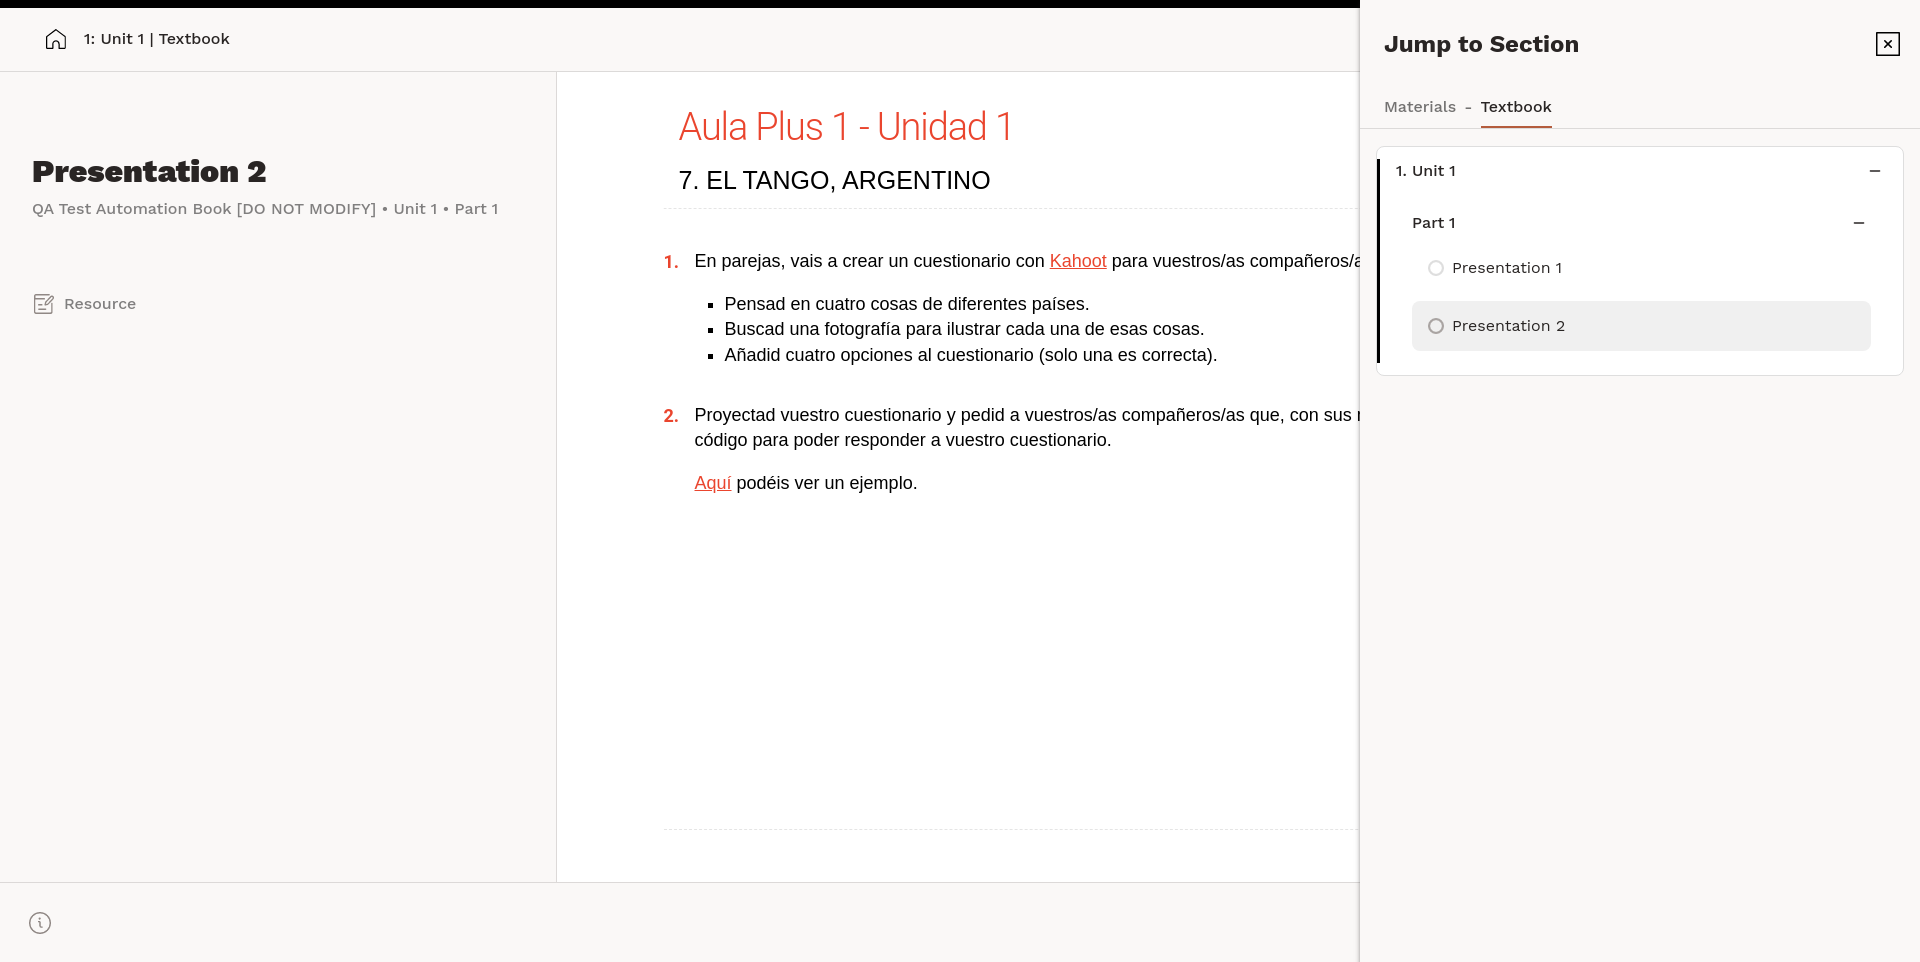 1: Unit 1 | Textbook
Presentation 2
QA Test Automation Book [DO NOT MODIFY] • Unit 1 • Part 1
Resource
Aula Plus 1 - Unidad 1
7. EL TANGO, ARGENTINO
1. En parejas, vais a crear un cuestionario con Kahoot para vuestros/as compañeros/a
▪ Pensad en cuatro cosas de diferentes países.
▪ Buscad una fotografía para ilustrar cada una de esas cosas.
▪ Añadid cuatro opciones al cuestionario (solo una es correcta).
2. Proyectad vuestro cuestionario y pedid a vuestros/as compañeros/as que, con sus
código para poder responder a vuestro cuestionario.
Aquí podéis ver un ejemplo.
Jump to Section
Materials - Textbook
1. Unit 1
Part 1
Presentation 1
Presentation 2